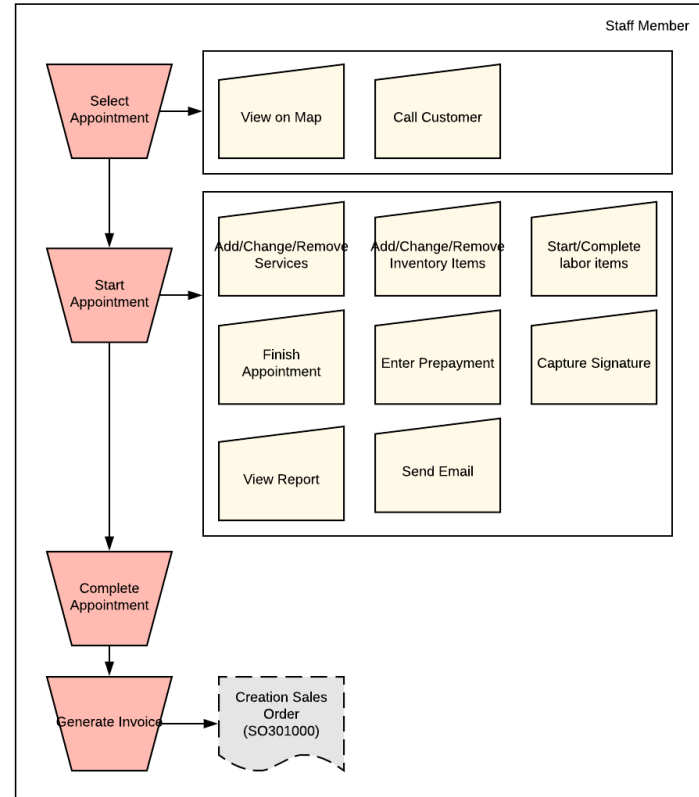 Staff Member
Select
Appointment
View on Map
Call Customer
Start
Appointment
Add/Change/Remove
Services
Add/Change/Remove
Inventory Items
Start/Complete
labor items
Finish
Appointment
Enter Prepayment
Capture Signature
View Report
Send Email
Complete
Appointment
Generate Invoice
Creation Sales
Order
(SO301000)